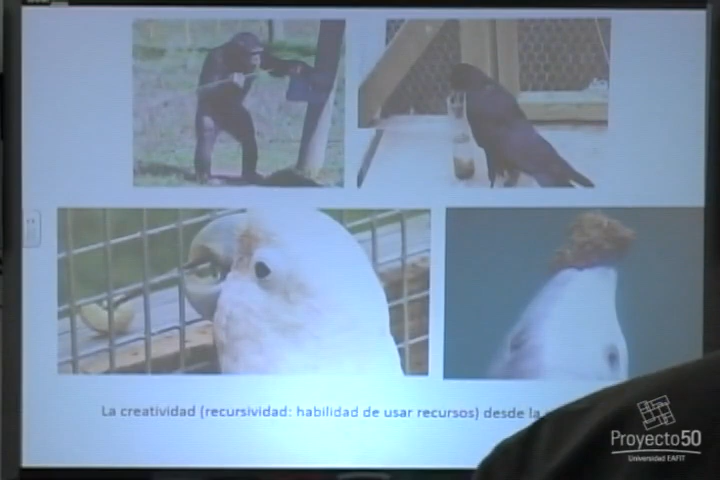 La creatividad (recursividad: habilidad de usar recursos) desde la
Proyecto50
Universidad EAFIT